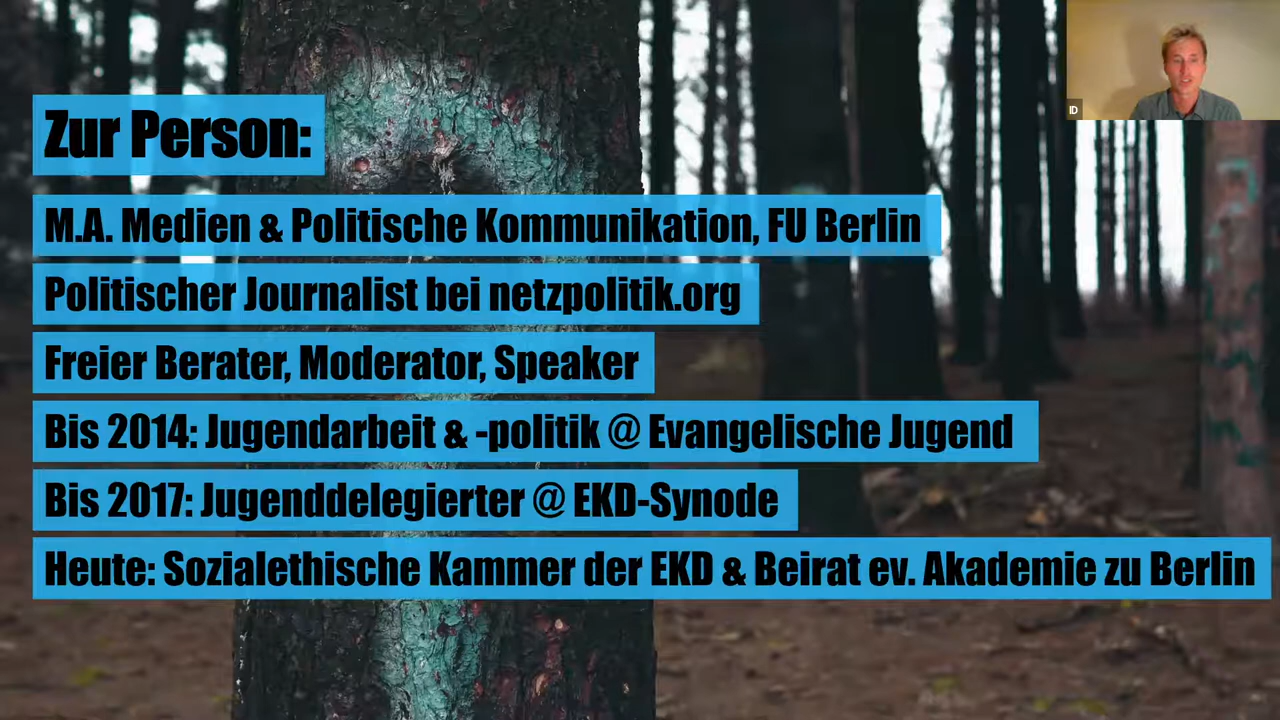 Zur Person:
M.A. Medien & Politische Kommunikation, FU Berlin
Politischer Journalist bei netzpolitik.org
Freier Berater, Moderator, Speaker
Bis 2014: Jugendarbeit & -politik @ Evangelische Jugend
Bis 2017: Jugenddelegierter @ EKD-Synode
Heute: Sozialethische Kammer der EKD & Beirat ev. Akademie zu Berlin
ID